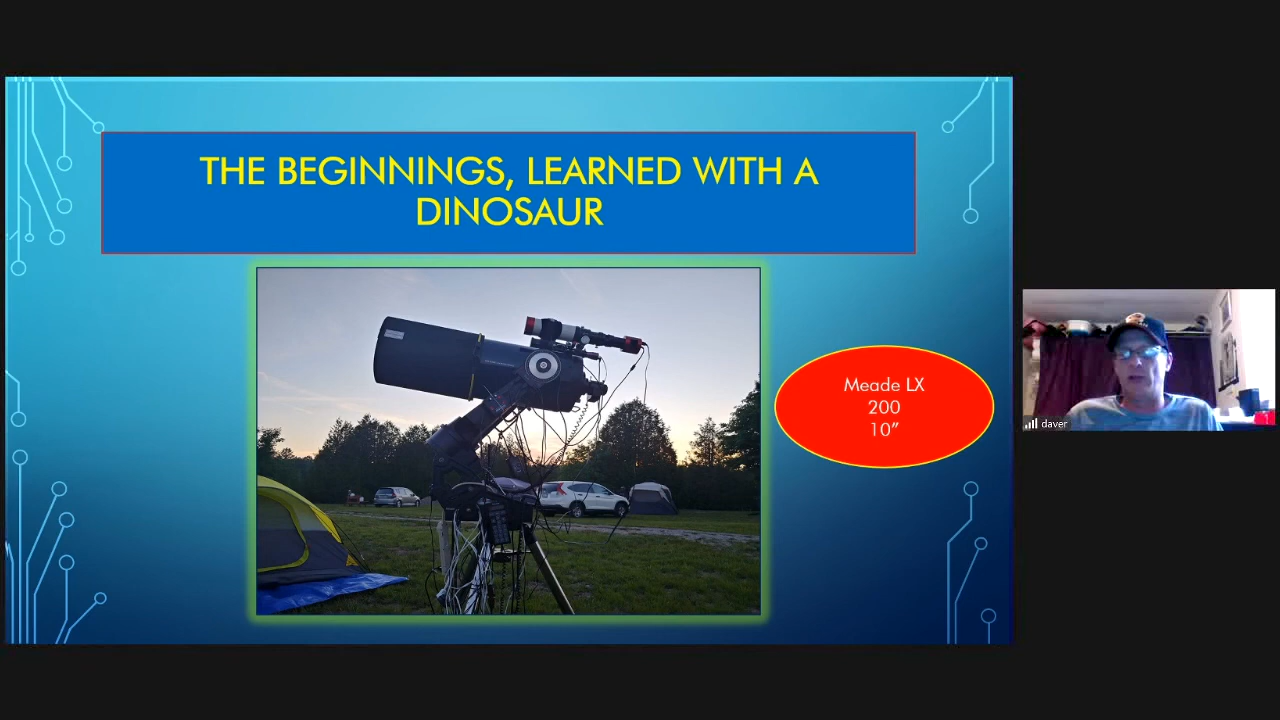 THE BEGINNINGS, LEARNED WITH A
DINOSAUR
Meade LX
200
10”
daver